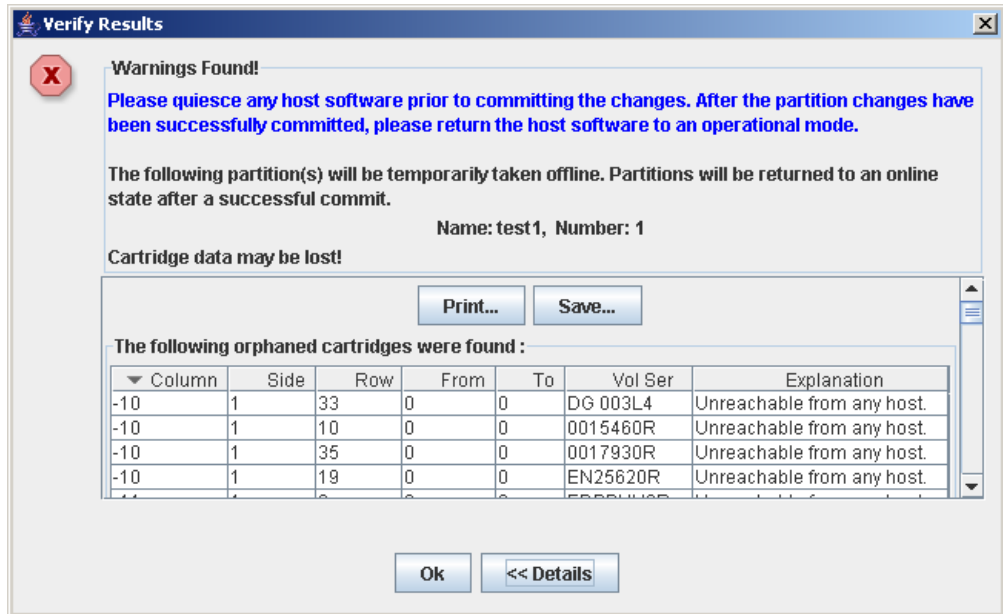 Verify Results
Warnings Found!
Please quiesce any host software prior to committing the changes. After the partition changes have
been successfully committed, please return the host software to an operational mode.
The following partition(s) will be temporarily taken offline. Partitions will be returned to an online
state after a successful commit.
Name: test1, Number: 1
Cartridge data may be lost!
Print... Save...
The following orphaned cartridges were found :
Column Side Row From To Vol Ser Explanation
-10 1 33 0 0 DG 003L4 Unreachable from any host.
-10 1 10 0 0 0015460R Unreachable from any host.
-10 1 35 0 0 0017930R Unreachable from any host.
-10 1 19 0 0 EN25620R Unreachable from any host.
Ok << Details